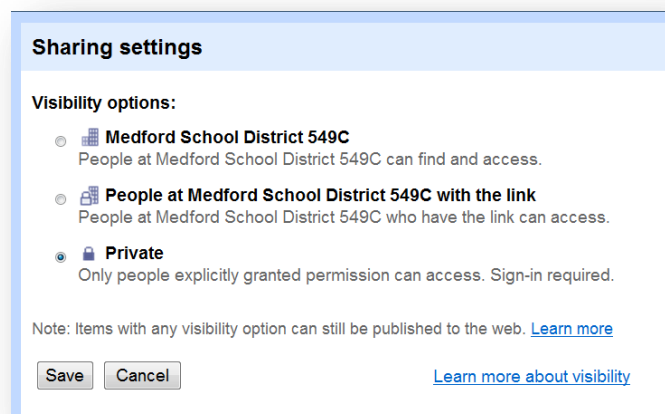 Sharing settings
Visibility options:
Medford School District 549C
People at Medford School District 549C can find and access.
People at Medford School District 549C with the link
People at Medford School District 549C who have the link can access.
Private
Only people explicitly granted permission can access. Sign-in required.
Note: Items with any visibility option can still be published to the web. Learn more
Save Cancel Learn more about visibility